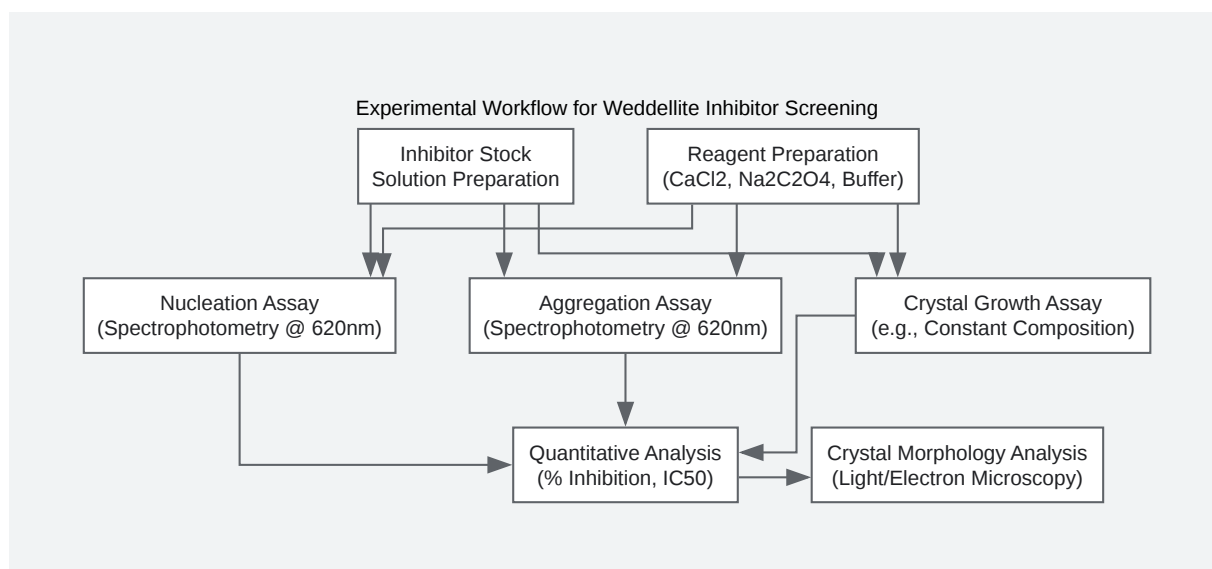 Experimental Workflow for Weddellite Inhibitor Screening
Inhibitor Stock
Solution Preparation
Reagent Preparation
(CaCl2, Na2C2O4, Buffer)
Nucleation Assay
(Spectrophotometry @ 620nm)
Aggregation Assay
(Spectrophotometry @ 620nm)
Crystal Growth Assay
(e.g., Constant Composition)
Quantitative Analysis
(% Inhibition, IC50)
Crystal Morphology Analysis
(Light/Electron Microscopy)